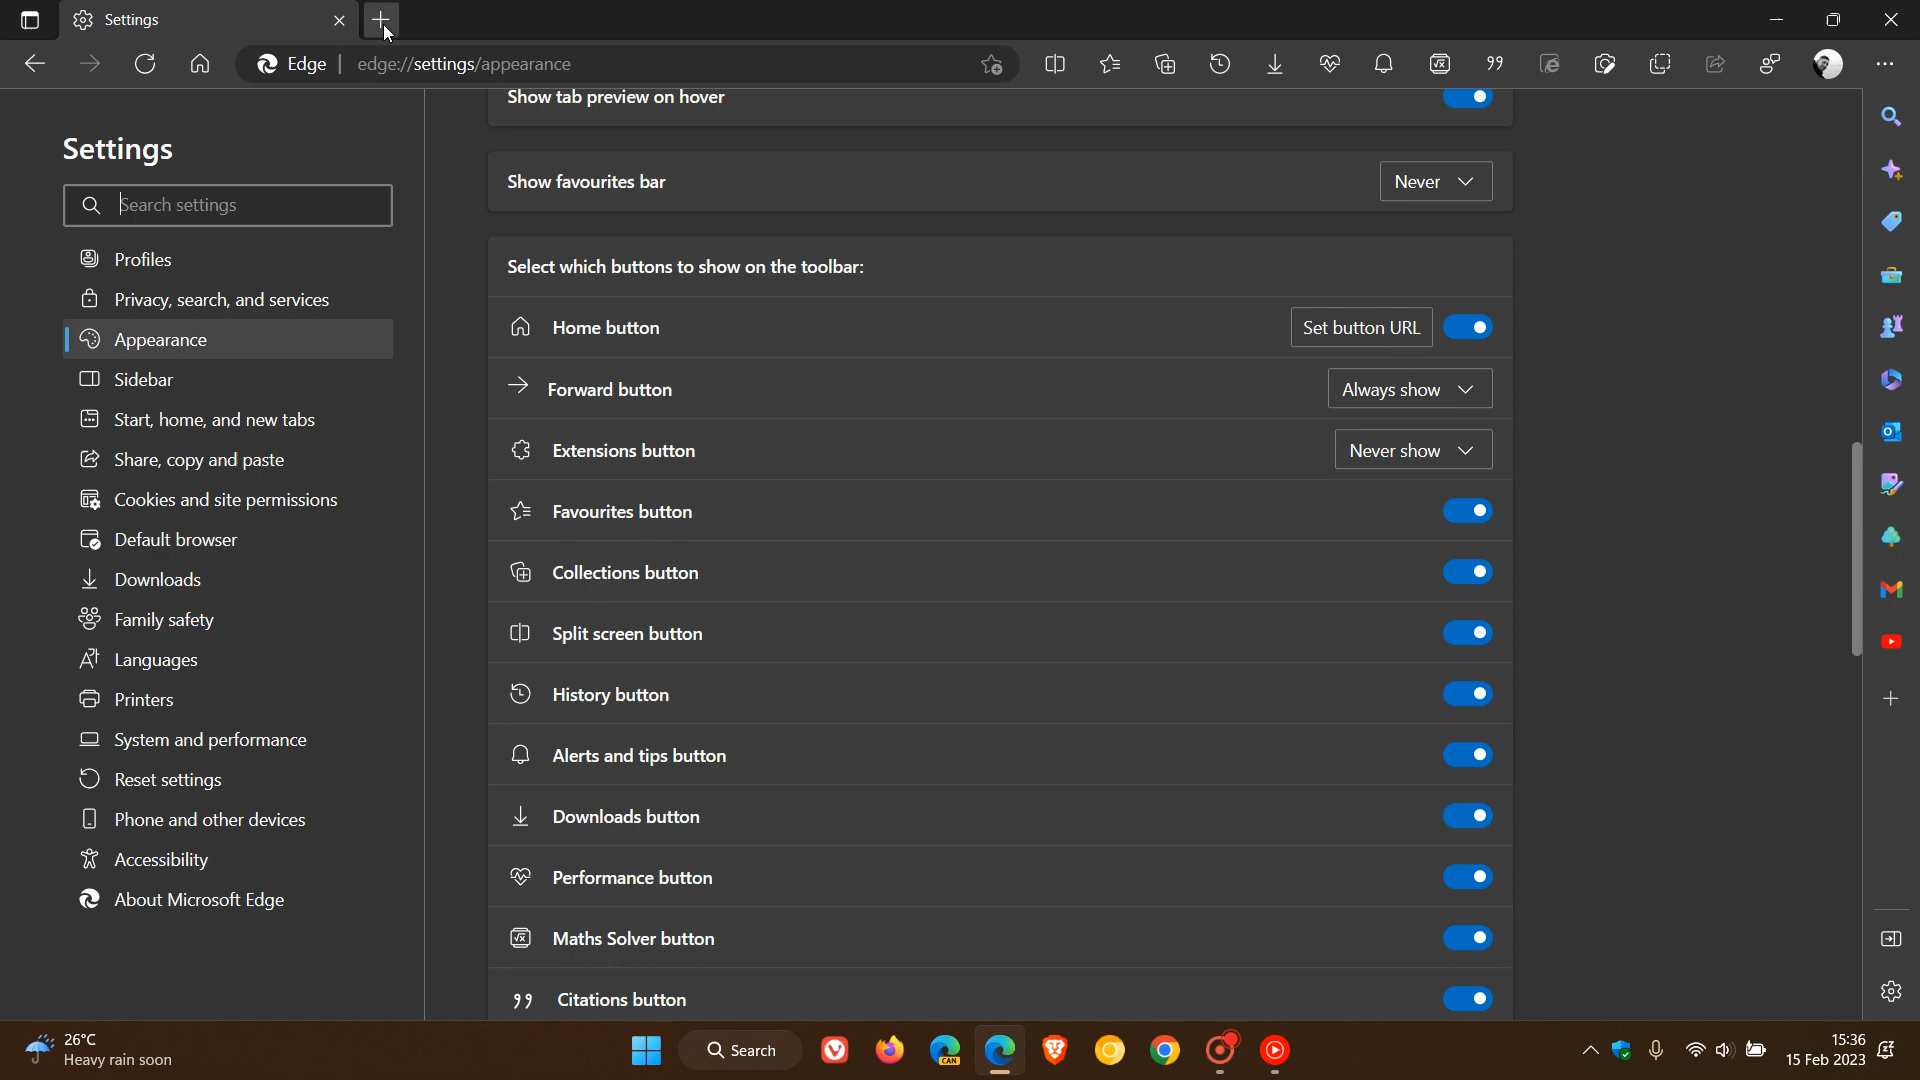 Settings
Edge
edge://settings/appearance
Settings
Search settings
Profiles
Privacy, search, and services
Appearance
Sidebar
Start, home, and new tabs
Share, copy and paste
Cookies and site permissions
Default browser
Downloads
Family safety
Languages
Printers
System and performance
Reset settings
Phone and other devices
Accessibility
About Microsoft Edge
Show tab preview on hover
Show favourites bar
Never
Select which buttons to show on the toolbar:
Home button
Set button URL
Forward button
Always show
Extensions button
Never show
Favourites button
Collections button
Split screen button
History button
Alerts and tips button
Downloads button
Performance button
Maths Solver button
Citations button
26°C
Heavy rain soon
Search
CAN
15:36
15 Feb 2023